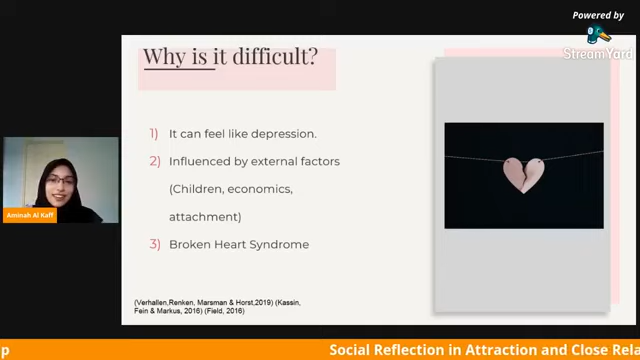 Powered by
StreamYard
Why is it difficult?
1) It can feel like depression.
2) Influenced by external factors
(Children, economics,
attachment)
3) Broken Heart Syndrome
Aminah Al Kaff
(Verhallen,Renken, Marsman & Horst,2019) (Kassin,
Fein & Markus, 2016) (Field, 2016)
p Social Reflection in Attraction and Close Rela